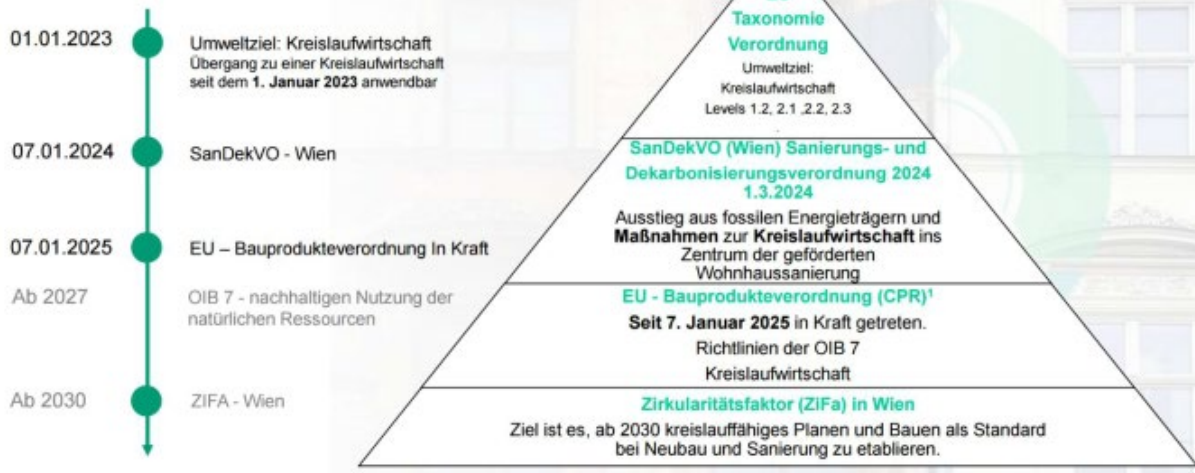 01.01.2023
Umweltziel: Kreislaufwirtschaft
Übergang zu einer Kreislaufwirtschaft
seit dem 1. Januar 2023 anwendbar
07.01.2024
SanDekVO - Wien
07.01.2025
EU – Bauprodukteverordnung In Kraft
Ab 2027
OIB 7 - nachhaltigen Nutzung der
natürlichen Ressourcen
Ab 2030
ZIFA - Wien
Taxonomie
Verordnung
Umweltziel:
Kreislaufwirtschaft
Levels 1.2, 2.1 ,2.2, 2.3
.
SanDekVO (Wien) Sanierungs- und
Dekarbonisierungsverordnung 2024
1.3.2024
Ausstieg aus fossilen Energieträgern und
Maßnahmen zur Kreislaufwirtschaft ins
Zentrum der geförderten
Wohnhaussanierung
EU - Bauprodukteverordnung (CPR)¹
Seit 7. Januar 2025 in Kraft getreten.
Richtlinien der OIB 7
Kreislaufwirtschaft
Zirkularitätsfaktor (ZiFa) in Wien
Ziel ist es, ab 2030 kreislauffähiges Planen und Bauen als Standard
bei Neubau und Sanierung zu etablieren.